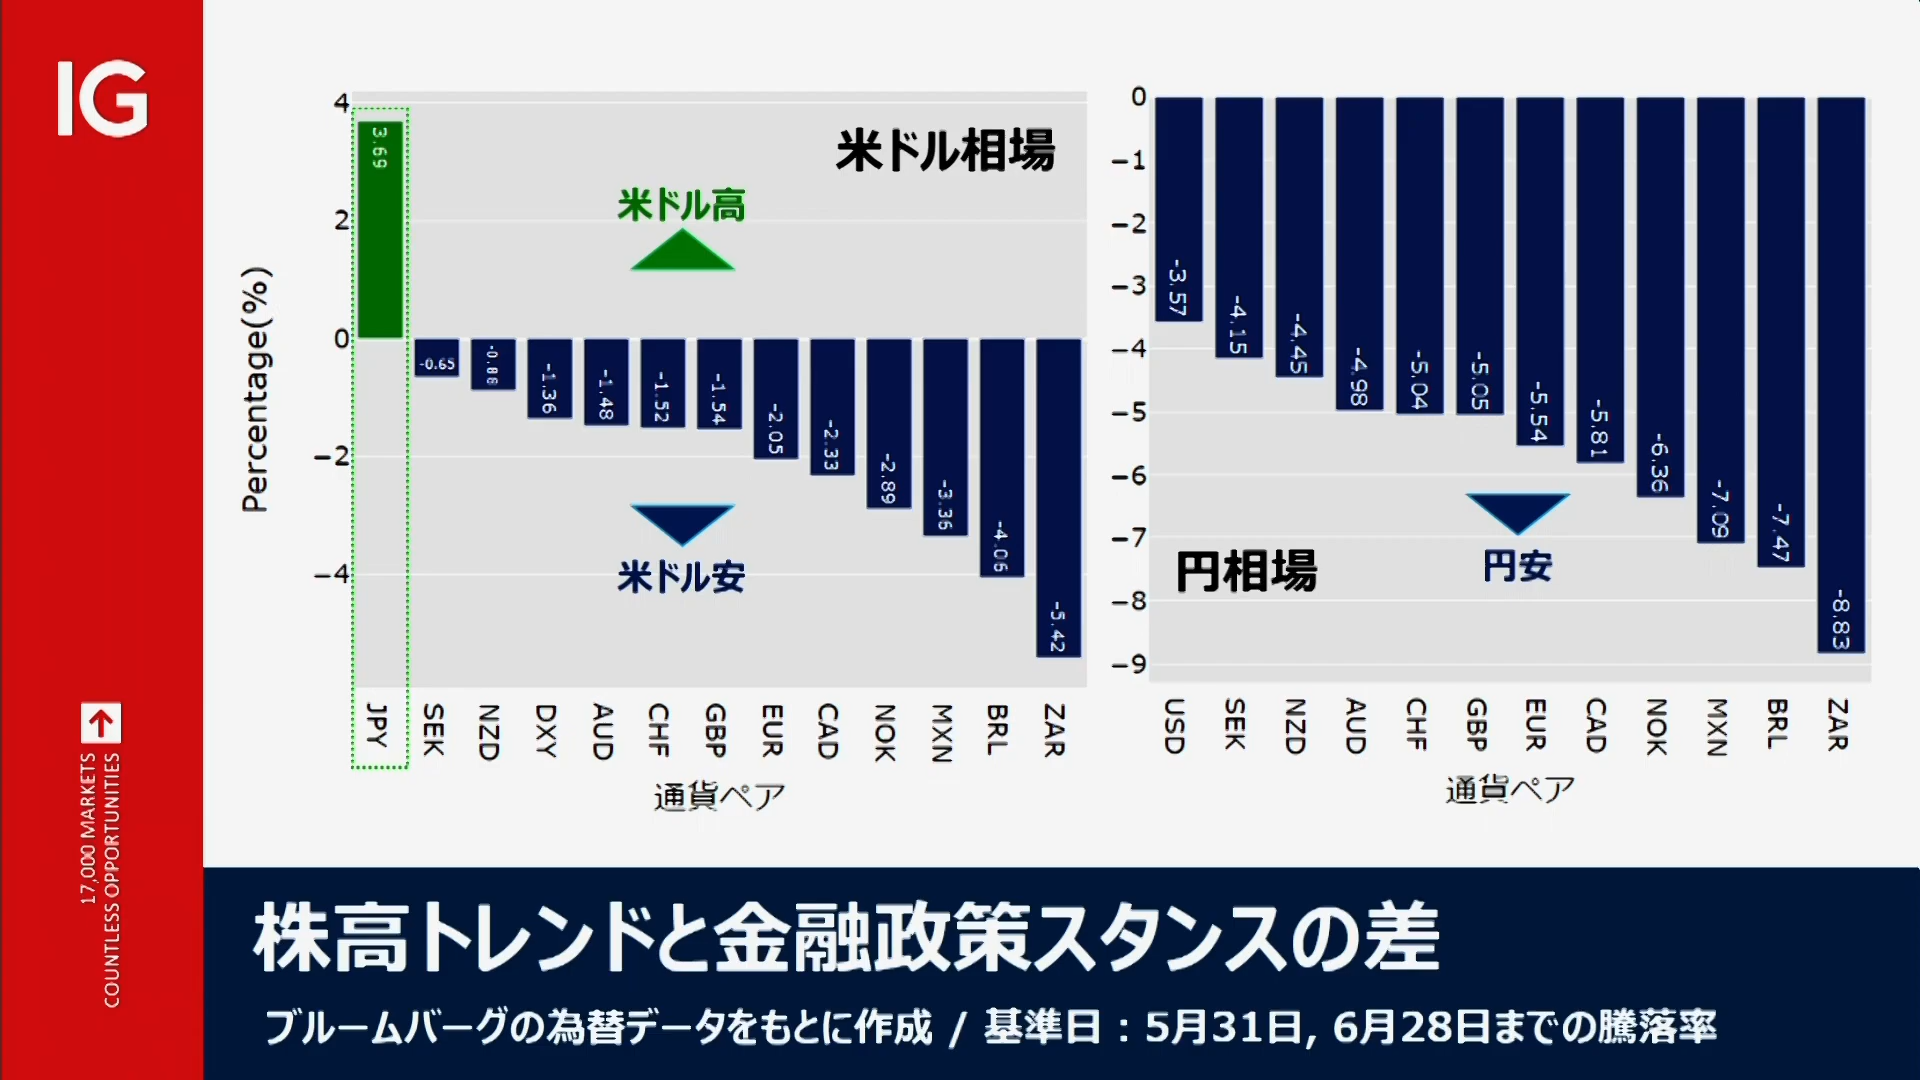 IG
17,000 MARKETS
COUNTLESS OPPORTUNITIES
米ドル相場
米ドル高
米ドル安
Percentage(%)
4
2
0
−2
−4
3.69
-0.65
-0.88
-1.36
-1.48
-1.52
-1.54
-2.05
-2.33
-2.89
-3.36
-4.06
-5.42
JPY
SEK
NZD
DXY
AUD
CHF
GBP
EUR
CAD
NOK
MXN
BRL
ZAR
通貨ペア
0
−1
−2
−3
−4
−5
−6
−7
−8
−9
-3.57
-4.15
-4.45
-4.98
-5.04
-5.05
-5.54
-5.81
-6.36
-7.09
-7.47
-8.83
円相場
円安
USD
SEK
NZD
AUD
CHF
GBP
EUR
CAD
NOK
MXN
BRL
ZAR
通貨ペア
株高トレンドと金融政策スタンスの差
ブルームバーグの為替データをもとに作成 / 基準日：5月31日, 6月28日までの騰落率